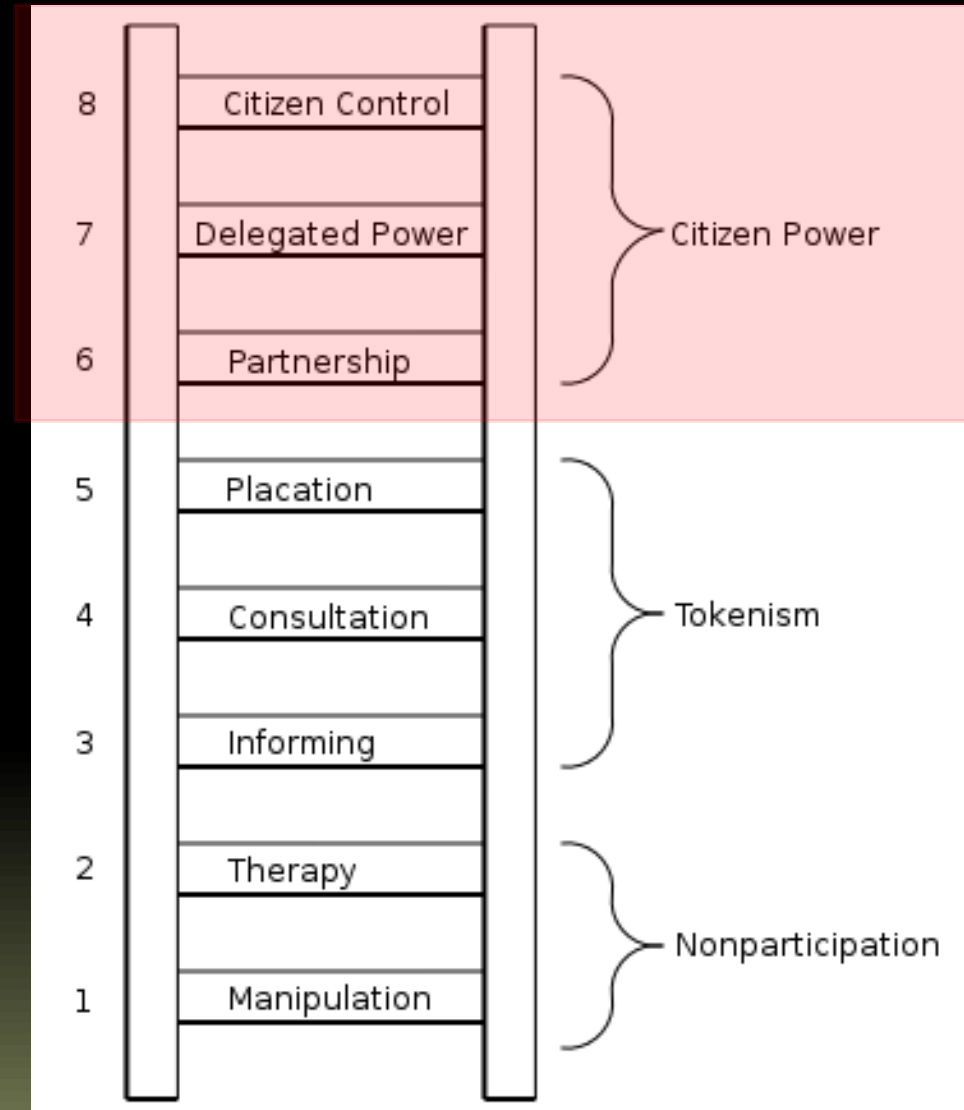 8 Citizen Control
7 Delegated Power Citizen Power
6 Partnership
5 Placation
4 Consultation Tokenism
3 Informing
2 Therapy
Nonparticipation
1 Manipulation